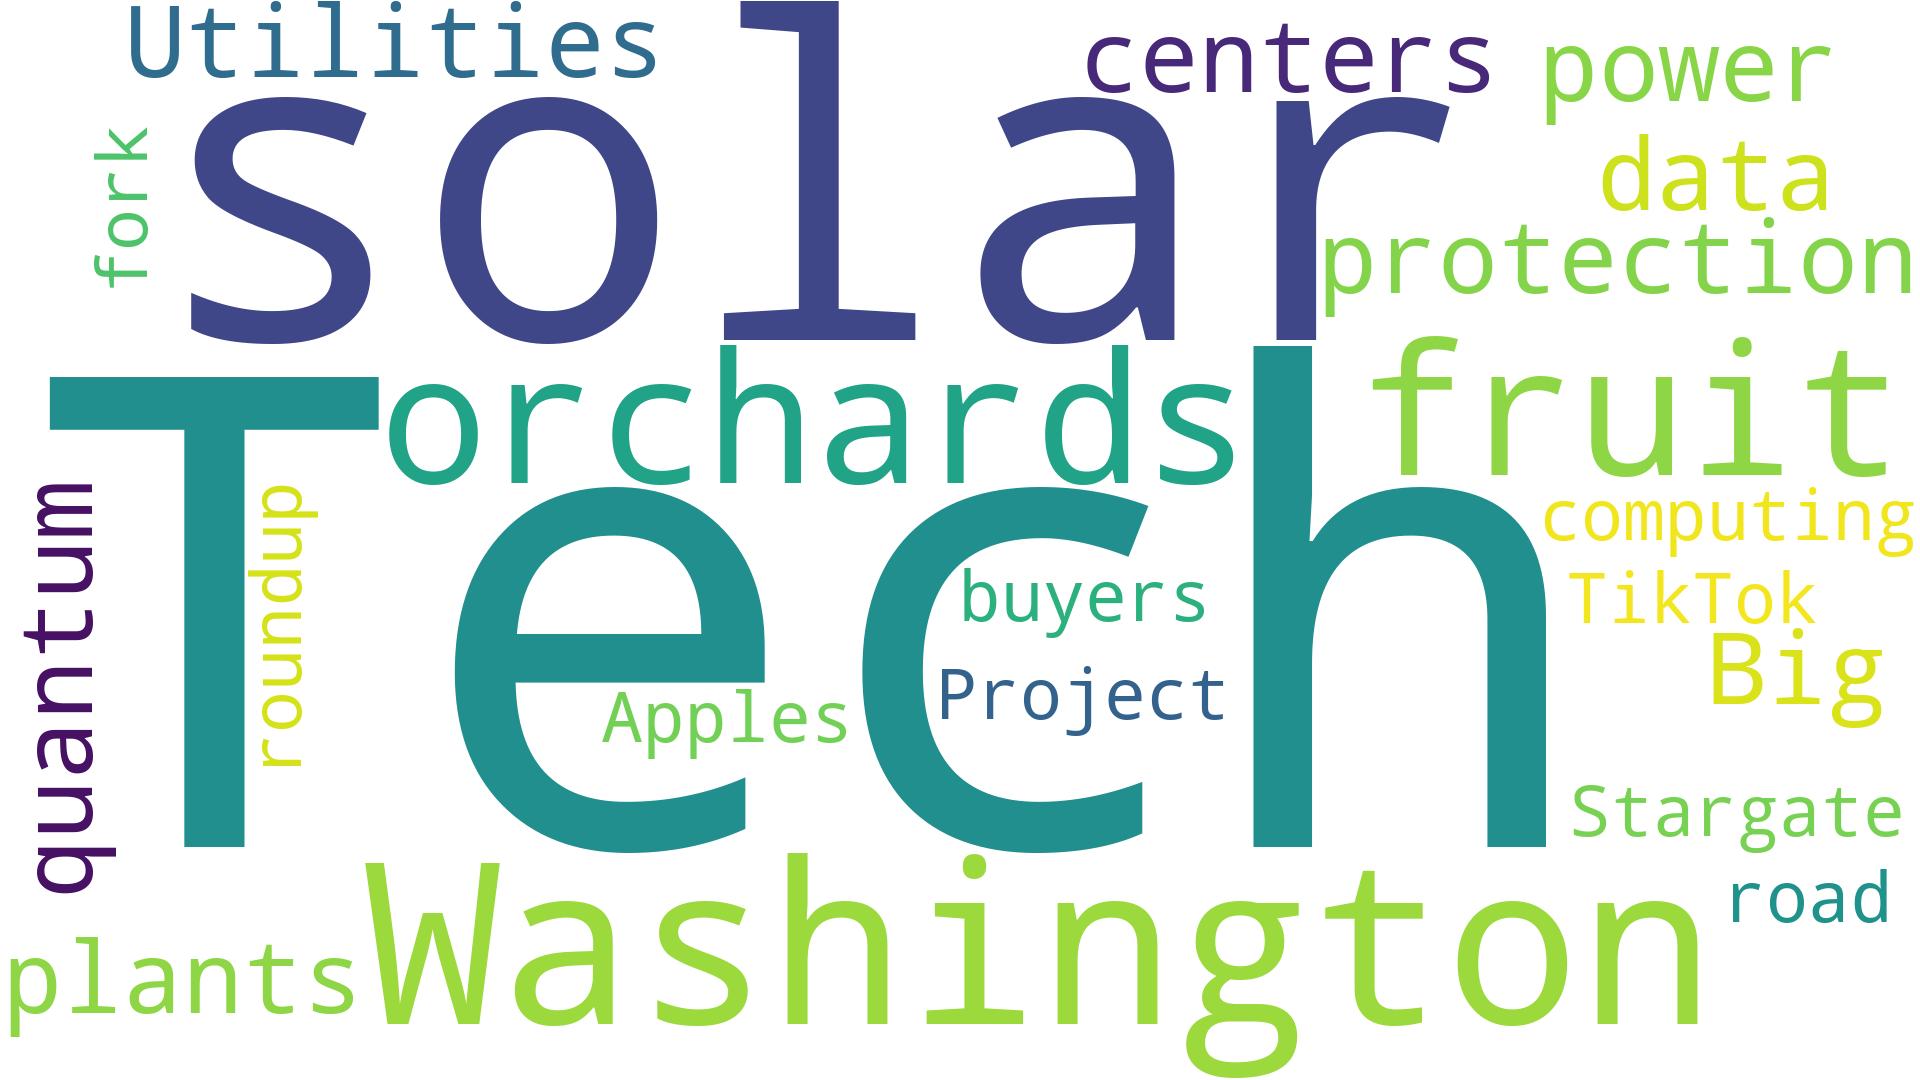 Utilities
solar
centers
power
fork
data
protection
orchards
fruit
Tech
quantum
roundup
computing
buyers
TikTok
Project
Big
Apples
Stargate
road
Washington
plants